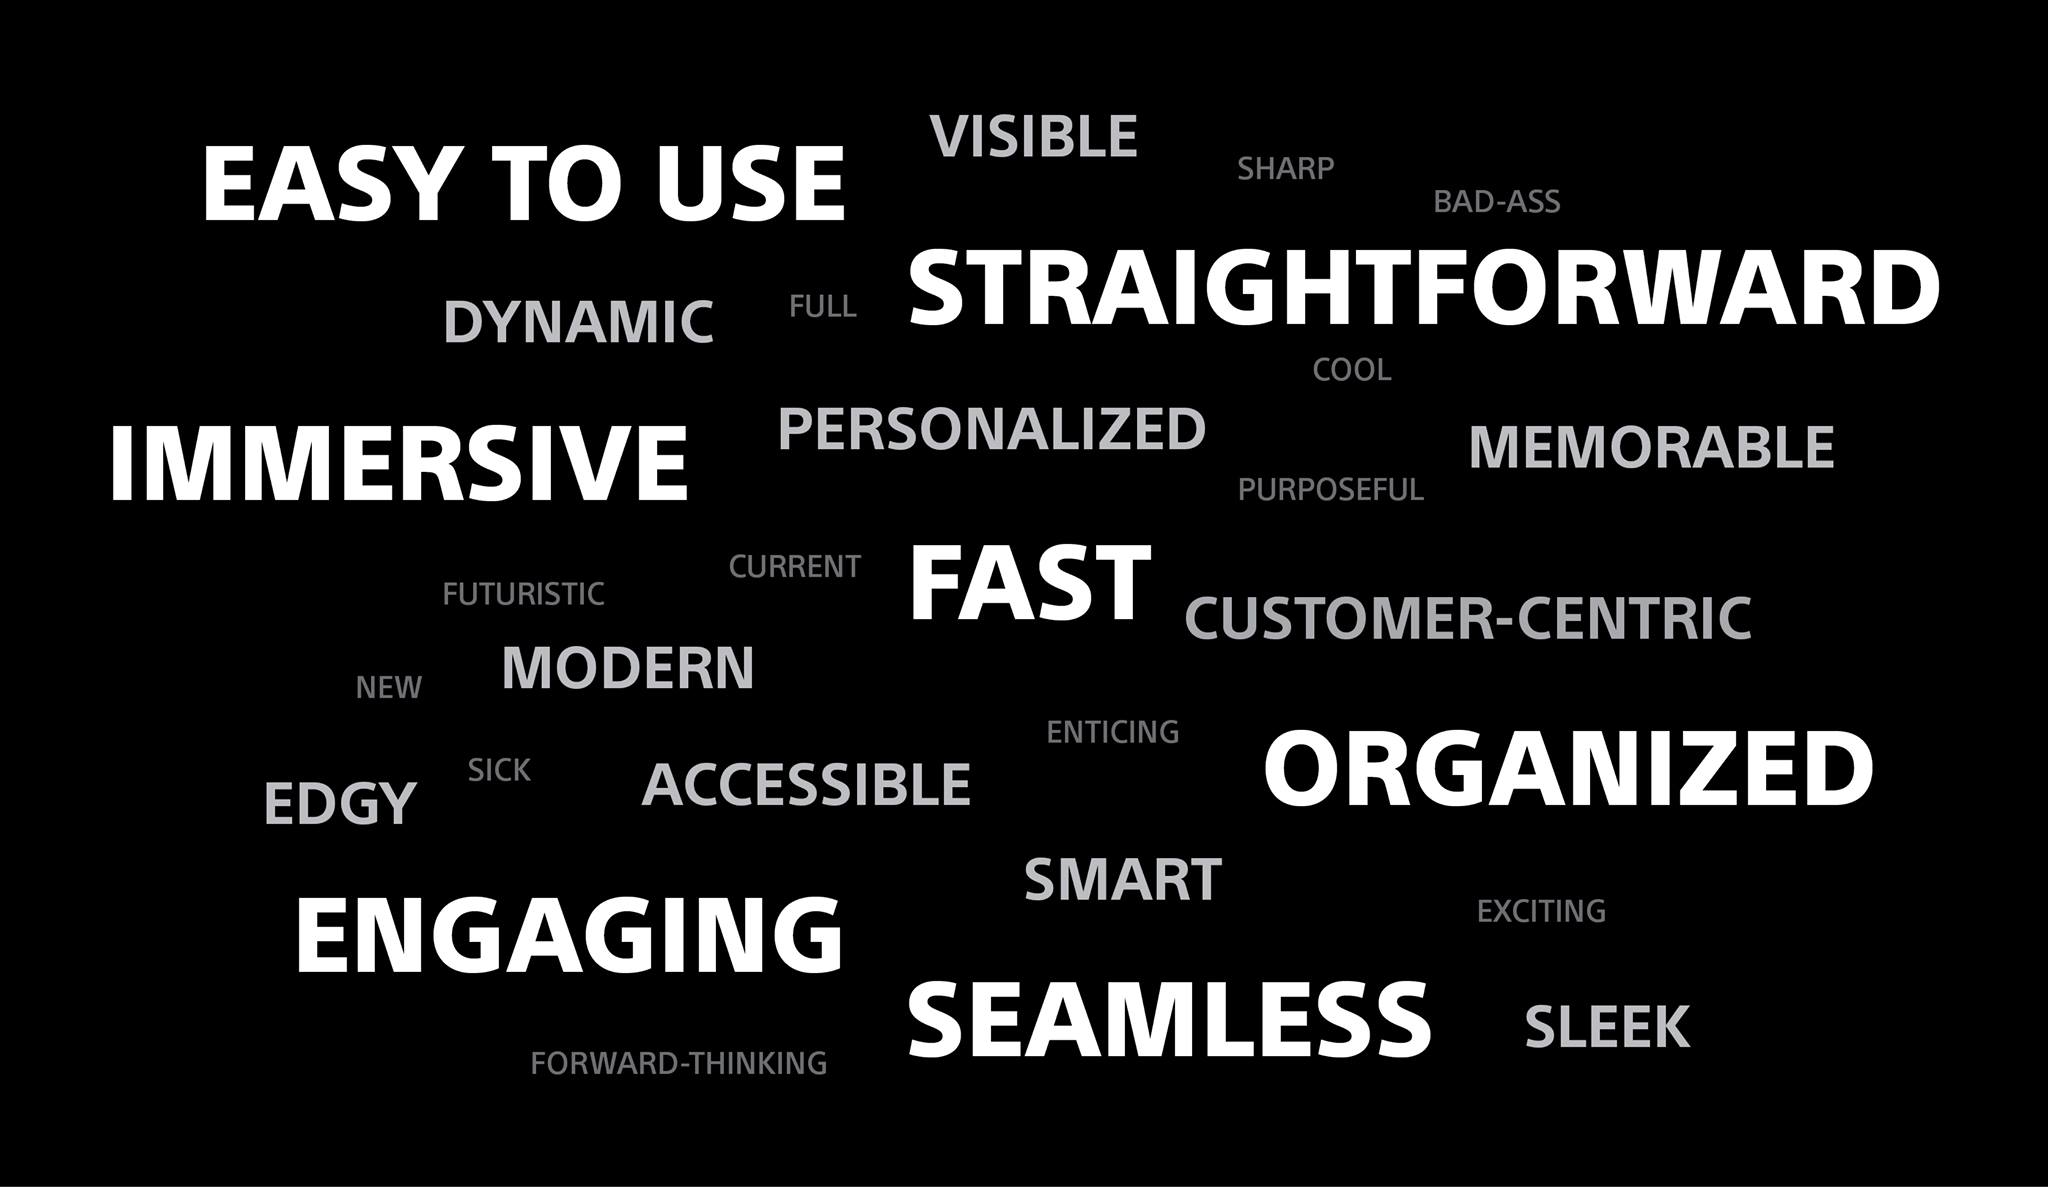 VISIBLE
EASY TO USE
SHARP
BAD-ASS
STRAIGHTFORWARD
DYNAMIC
FULL
COOL
PERSONALIZED
MEMORABLE
IMMERSIVE
PURPOSEFUL
CURRENT
FAST
FUTURISTIC
CUSTOMER-CENTRIC
MODERN
NEW
ENTICING
ORGANIZED
SICK
ACCESSIBLE
EDGY
SMART
EXCITING
ENGAGING
SEAMLESS
SLEEK
FORWARD-THINKING